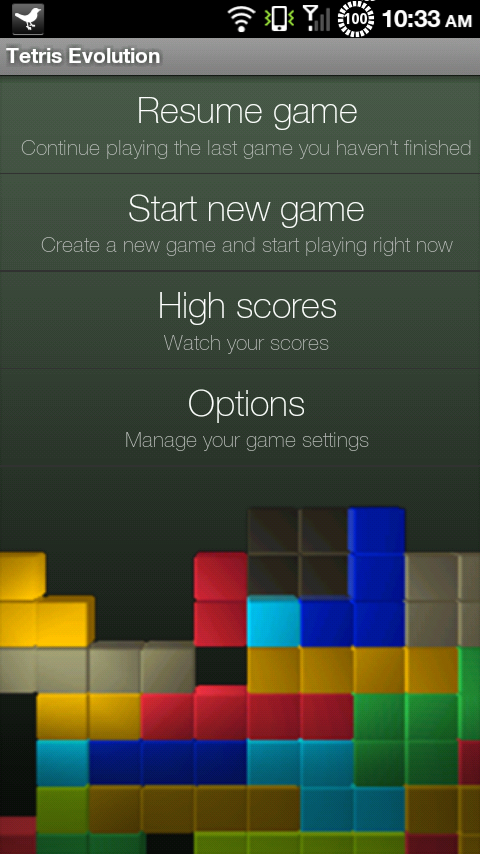 100 10:33 AM
Tetris Evolution
Resume game
Continue playing the last game you haven't finished
Start new game
Create a new game and start playing right now
High scores
Watch your scores
Options
Manage your game settings